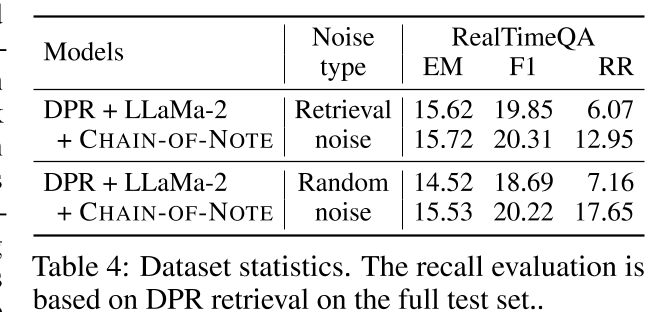 Models Noise type RealTimeQA
EM F1 RR
DPR + LLaMa-2 Retrieval 15.62 19.85 6.07
+ CHAIN-OF-NOTE noise 15.72 20.31 12.95
DPR + LLaMa-2 Random 14.52 18.69 7.16
+ CHAIN-OF-NOTE noise 15.53 20.22 17.65
Table 4: Dataset statistics. The recall evaluation is
based on DPR retrieval on the full test set..